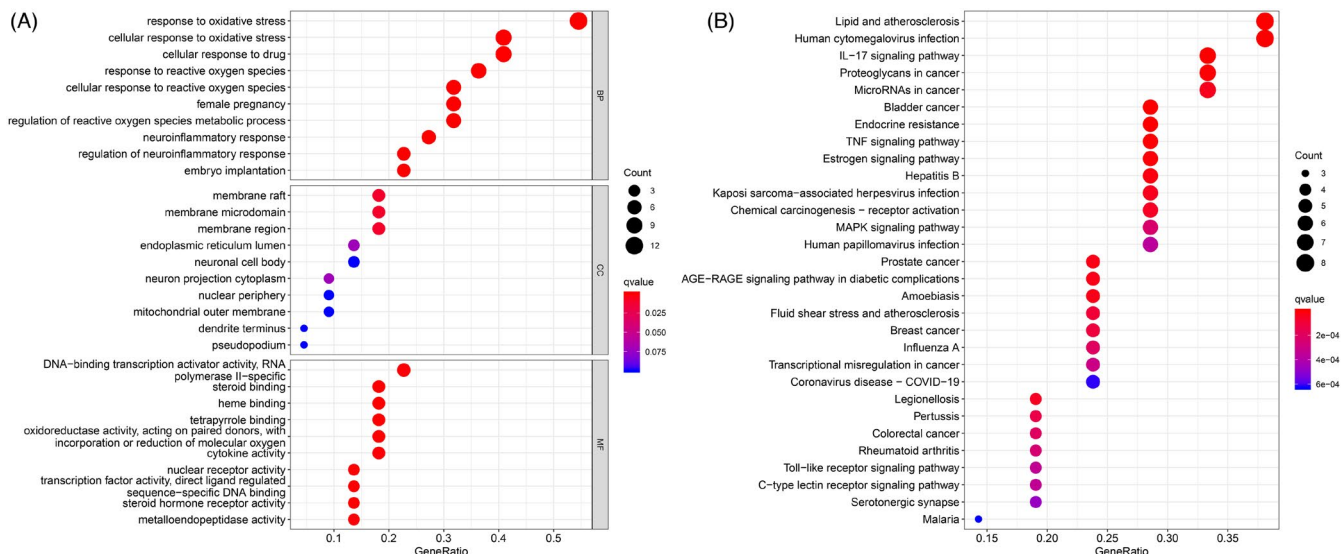 (A)
response to oxidative stress
cellular response to oxidative stress
cellular response to drug
response to reactive oxygen species
cellular response to reactive oxygen species
female pregnancy
regulation of reactive oxygen species metabolic process
neuroinflammatory response
regulation of neuroinflammatory response
embryo implantation
BP
membrane raft
membrane microdomain
membrane region
endoplasmic reticulum lumen
neuronal cell body
neuron projection cytoplasm
nuclear periphery
mitochondrial outer membrane
dendrite terminus
pseudopodium
CC
DNA−binding transcription activator activity, RNA
polymerase II−specific
steroid binding
heme binding
tetrapyrrole binding
oxidoreductase activity, acting on paired donors, with
incorporation or reduction of molecular oxygen
cytokine activity
nuclear receptor activity
transcription factor activity, direct ligand regulated
sequence−specific DNA binding
steroid hormone receptor activity
metalloendopeptidase activity
MF
0.1 0.2 0.3 0.4 0.5
GeneRatio
Count
3
6
9
12
qvalue
0.025
0.050
0.075
(B)
Lipid and atherosclerosis
Human cytomegalovirus infection
IL−17 signaling pathway
Proteoglycans in cancer
MicroRNAs in cancer
Bladder cancer
Endocrine resistance
TNF signaling pathway
Estrogen signaling pathway
Hepatitis B
Kaposi sarcoma−associated herpesvirus infection
Chemical carcinogenesis − receptor activation
MAPK signaling pathway
Human papillomavirus infection
Prostate cancer
AGE−RAGE signaling pathway in diabetic complications
Amoebiasis
Fluid shear stress and atherosclerosis
Breast cancer
Influenza A
Transcriptional misregulation in cancer
Coronavirus disease − COVID−19
Legionellosis
Pertussis
Colorectal cancer
Rheumatoid arthritis
Toll−like receptor signaling pathway
C−type lectin receptor signaling pathway
Serotonergic synapse
Malaria
0.15 0.20 0.25 0.30 0.35
GeneRatio
Count
3
4
5
6
7
8
qvalue
2e−04
4e−04
6e−04